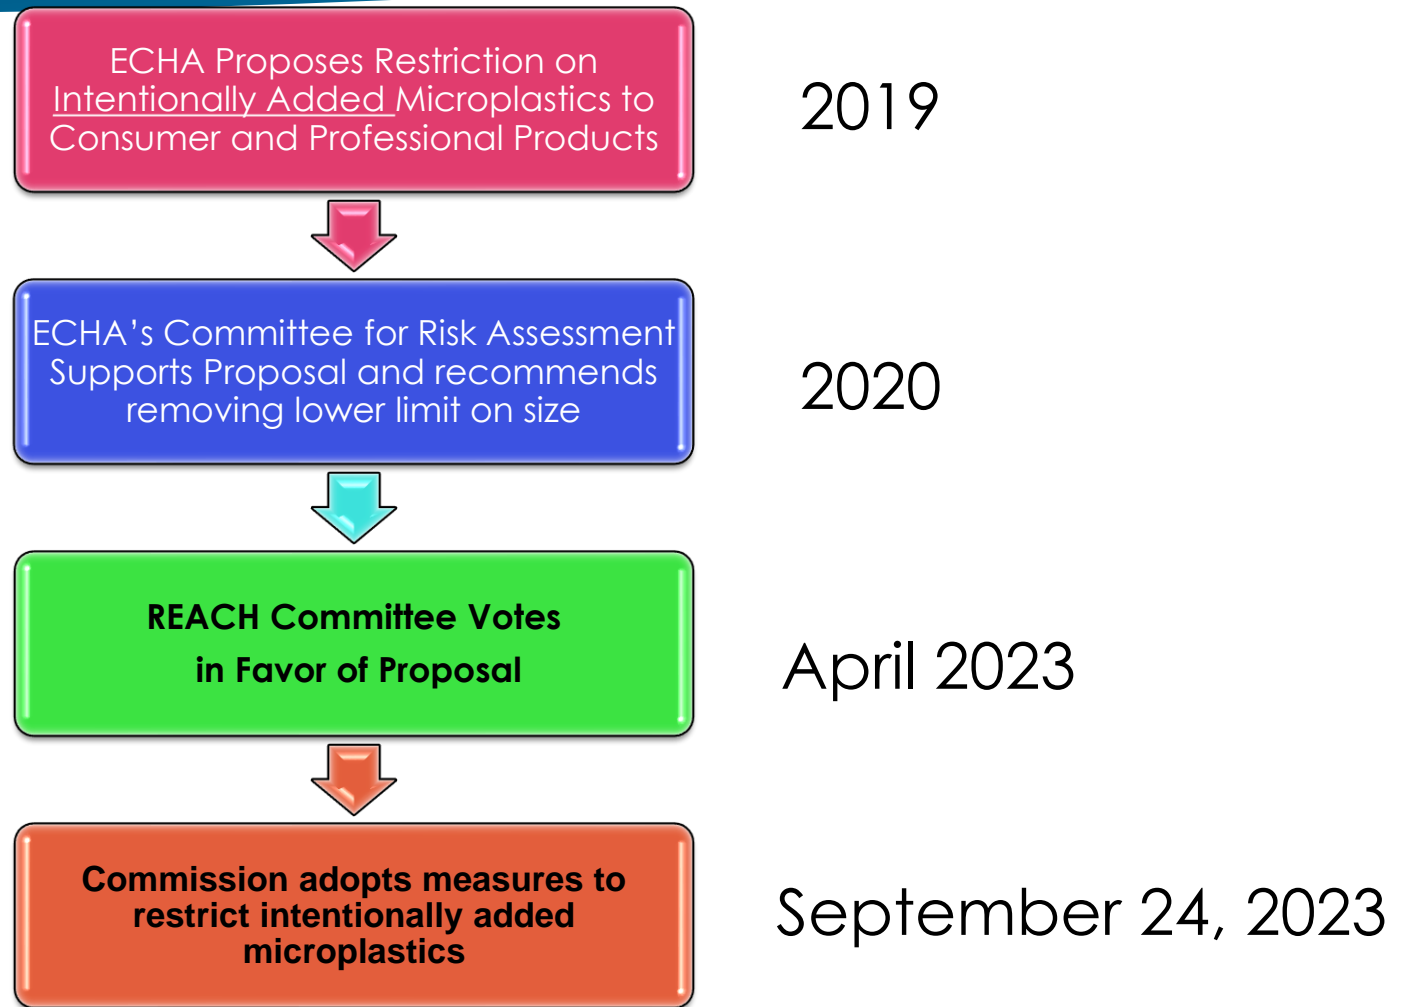 ECHA Proposes Restriction on
Intentionally Added Microplastics to
Consumer and Professional Products
2019
ECHA’s Committee for Risk Assessment
Supports Proposal and recommends
removing lower limit on size
2020
REACH Committee Votes
in Favor of Proposal
April 2023
Commission adopts measures to
restrict intentionally added
microplastics
September 24, 2023